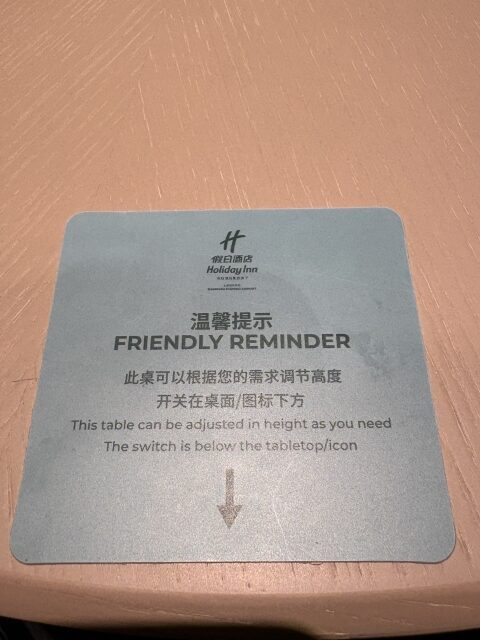 H
假日酒店
Holiday Inn
温馨提示
FRIENDLY REMINDER
此桌可以根据您的需求调节高度
开关在桌面/图标下方
This table can be adjusted in height as you need
The switch is below the tabletop/icon